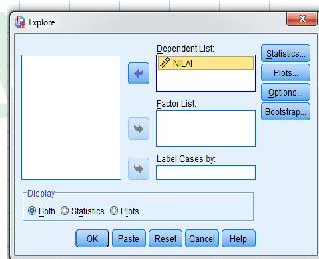 Explore
Dependent List:
NILAI
Statistics...
Plots...
Options...
Bootstrap...
Factor List:
Label Cases by:
Display
Both Statistics Plots
OK Paste Reset Cancel Help